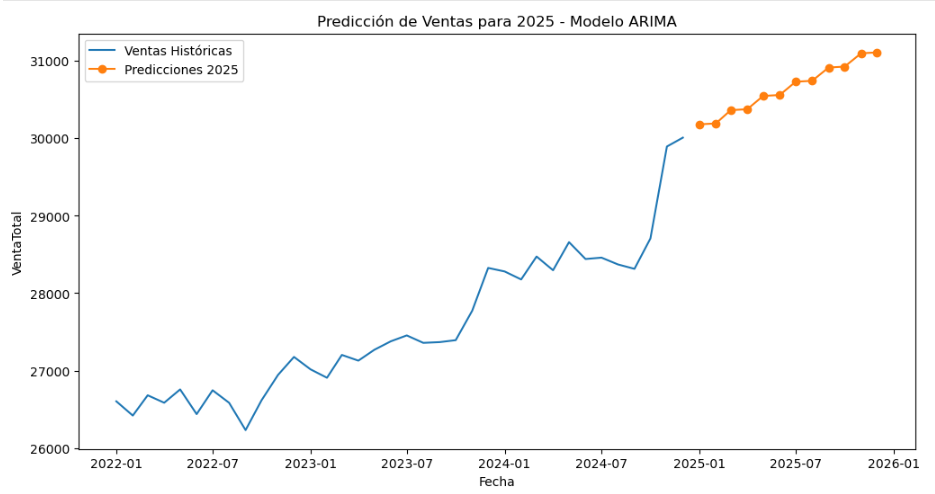 Predicción de Ventas para 2025 - Modelo ARIMA
Ventas Históricas
Predicciones 2025
31000
30000
29000
28000
27000
26000
VentaTotal
2022-01 2022-07 2023-01 2023-07 2024-01 2024-07 2025-01 2025-07 2026-01
Fecha